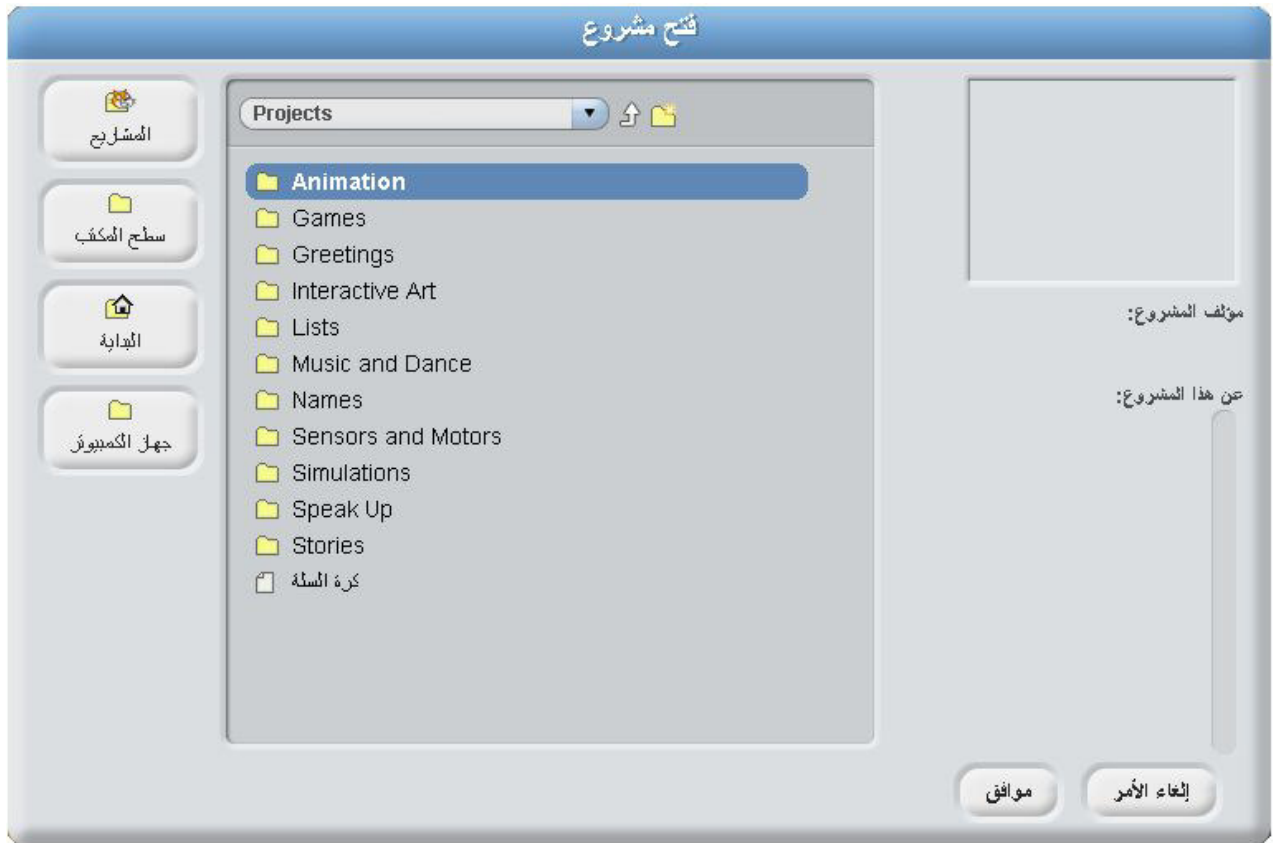 فتح مشروع
المشاريع
سطح المكتب
البداية
جهاز الكمبيوتر
Projects
Animation
Games
Greetings
Interactive Art
Lists
Music and Dance
Names
Sensors and Motors
Simulations
Speak Up
Stories
كرة السلة
مؤلف المشروع:
عن هذا المشروع:
إلغاء الأمر
موافق